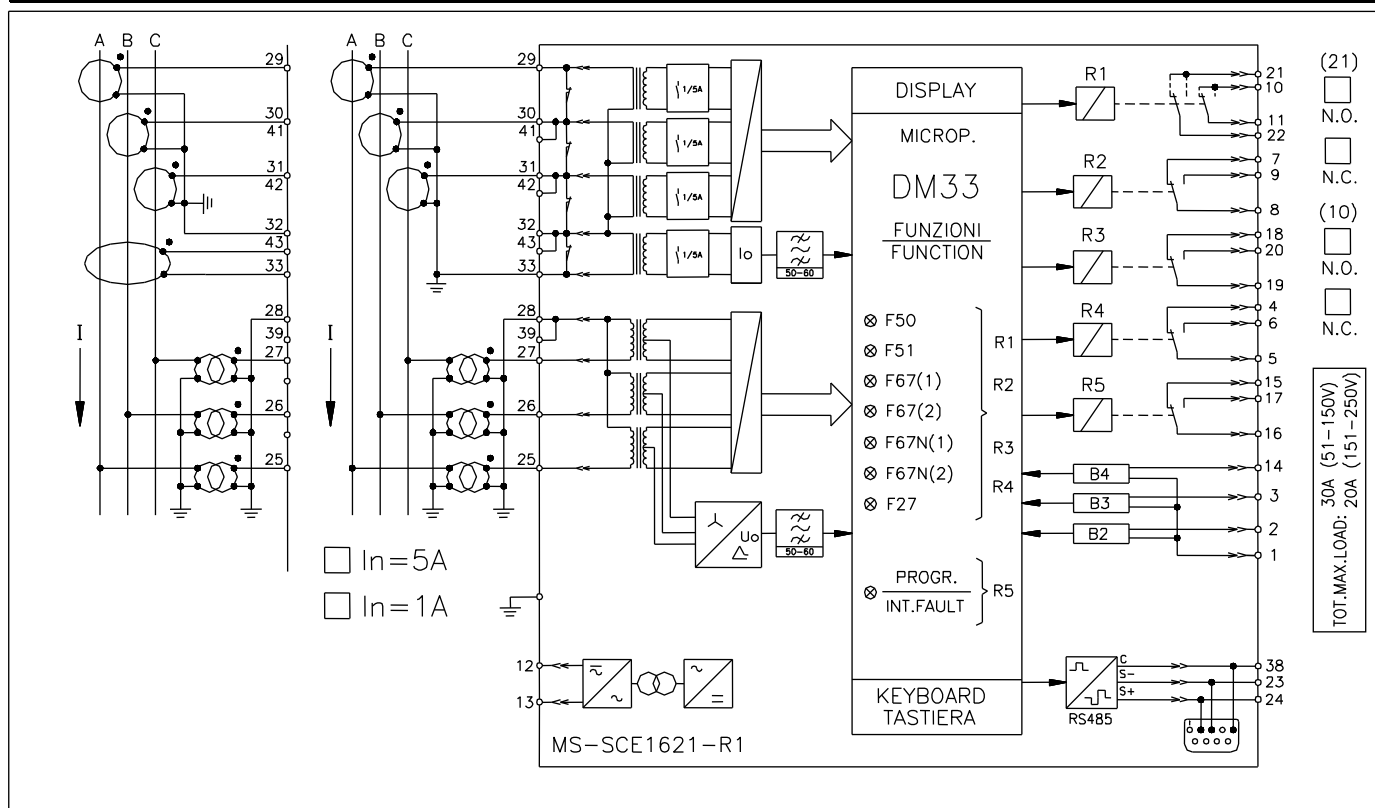 A B C
29
30
41
31
42
32
43
33
28
39
27
26
25
I
A B C
29
30
41
31
42
32
43
33
28
39
27
26
25
I
1/5A
1/5A
1/5A
1/5A
Io
50-60
Uo
50-60
In=5A
In=1A
12
13
MS-SCE1621-R1
DISPLAY
MICROP.
DM33
FUNZIONI
FUNCTION
F50
F51
F67(1)
F67(2)
F67N(1)
F67N(2)
F27
R1
R2
R3
R4
PROGR.
INT.FAULT
R5
KEYBOARD
TASTIERA
R1
R2
R3
R4
R5
B4
B3
B2
RS485
C
S-
S+
21
10
11
22
7
9
8
18
20
19
4
6
5
15
17
16
14
3
2
1
38
23
24
1
(21)
N.O.
N.C.
(10)
N.O.
N.C.
TOT.MAX.LOAD: 30A (51-150V)
20A (151-250V)